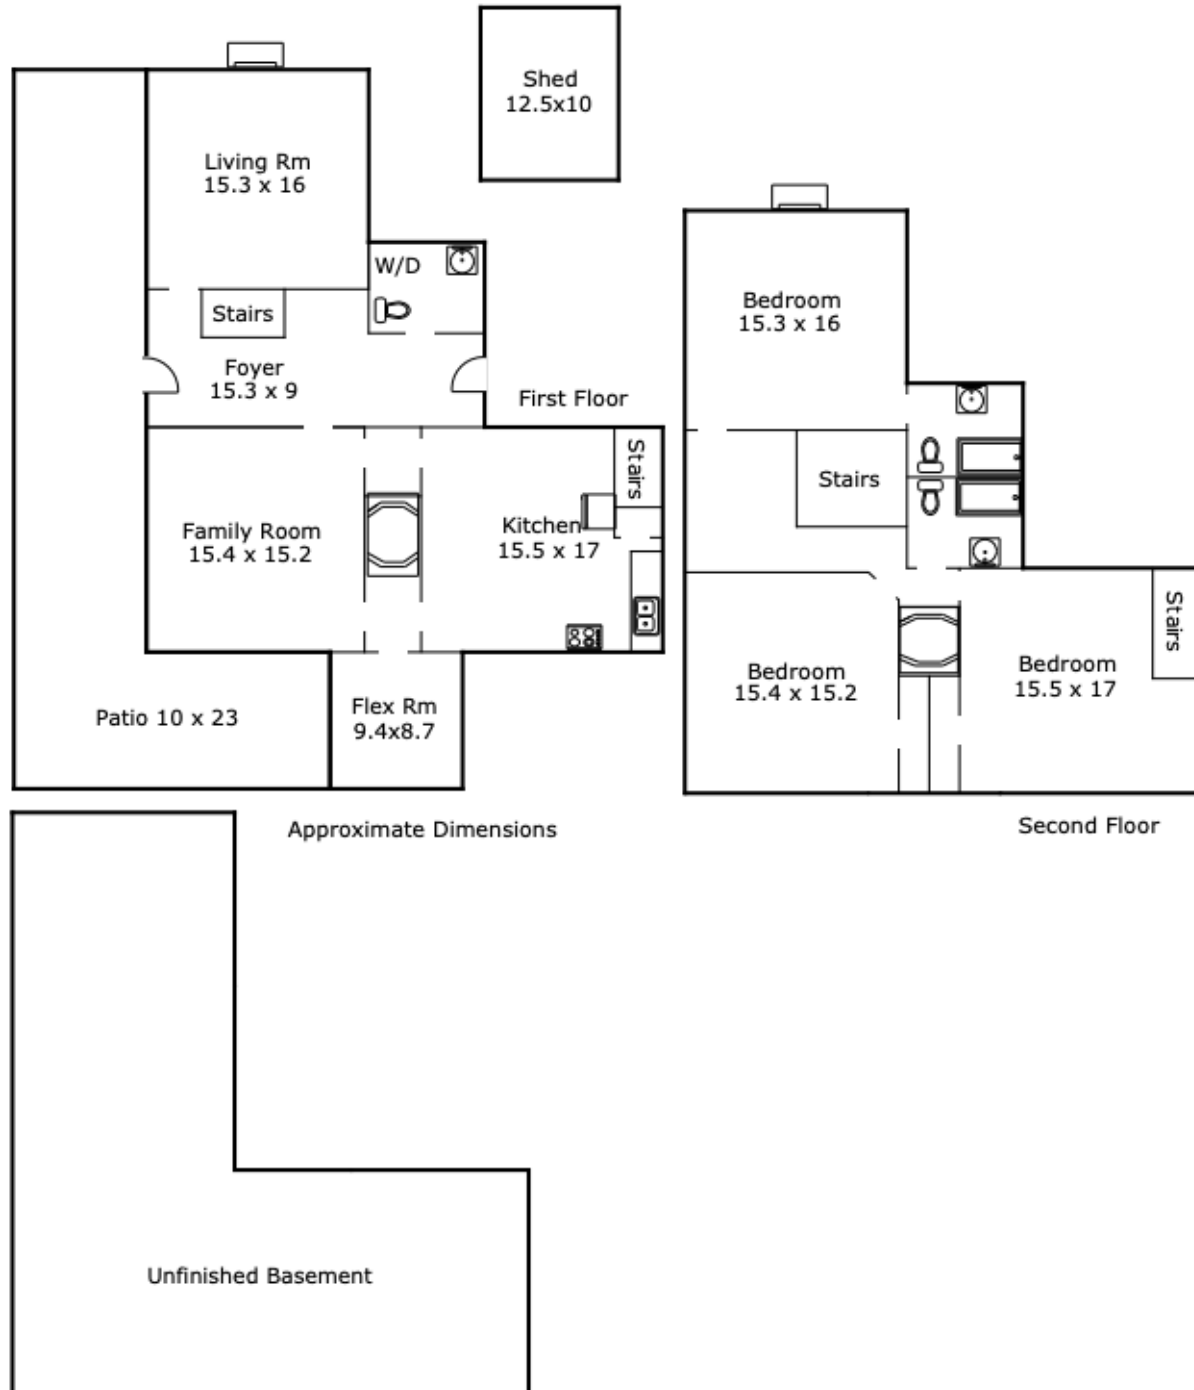 Shed
12.5x10
Living Rm
15.3 x 16
W/D
Stairs
Foyer
15.3 x 9
First Floor
Bedroom
15.3 x 16
Stairs
Family Room
15.4 x 15.2
Kitchen
15.5 x 17
Stairs
Stairs
Bedroom
15.4 x 15.2
Bedroom
15.5 x 17
Patio 10 x 23
Flex Rm
9.4x8.7
Approximate Dimensions
Second Floor
Unfinished Basement